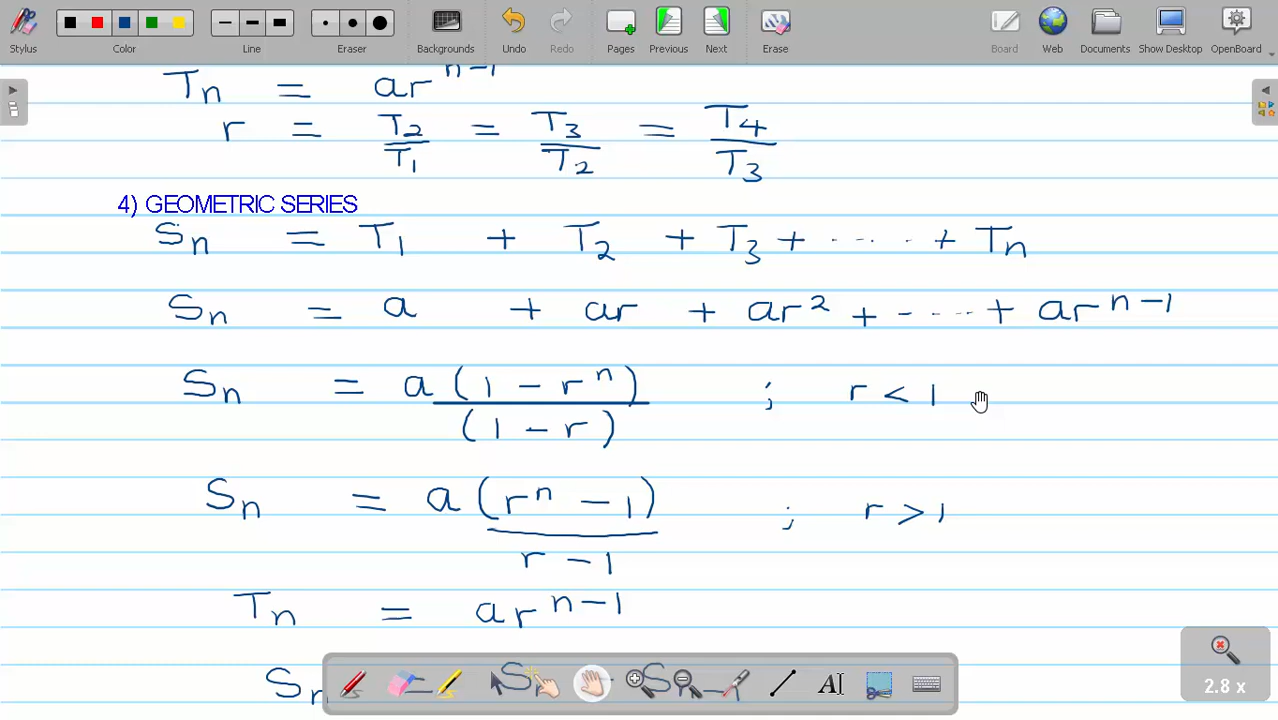 Stylus Color Line Eraser Backgrounds Undo Redo Pages Previous Next Erase Board Web Documents Show Desktop OpenBoard
Tn = ar^n-1
r = T2/T1 = T3/T2 = T4/T3
4) GEOMETRIC SERIES
Sn = T1 + T2 + T3 + ..... + Tn
Sn = a + ar + ar² + ..... + ar^n-1
Sn = a(1 - r^n)/(1 - r) ; r < 1
Sn = a(r^n - 1)/r - 1 ; r > 1
Tn = ar^n-1
Sn
2.8 x